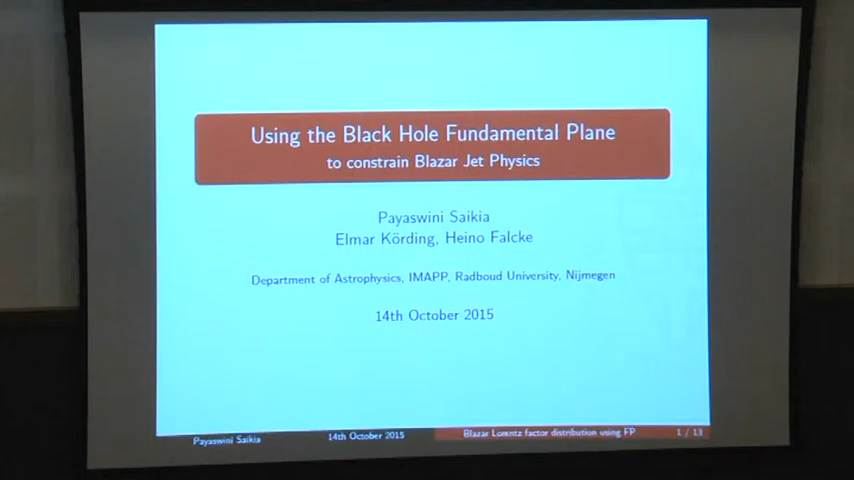 Using the Black Hole Fundamental Plane
to constrain Blazar Jet Physics
Payaswini Saikia
Elmar Körding, Heino Falcke
Department of Astrophysics, IMAPP, Radboud University, Nijmegen
14th October 2015
Payaswini Saikia 14th October 2015 Blazar Lorentz factor distribution using FP 1 / 13